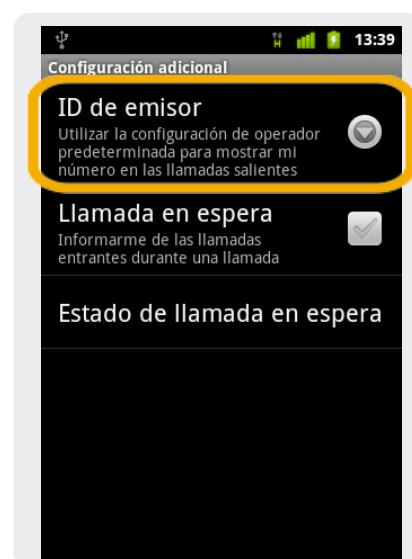 H 13:39
Configuración adicional
ID de emisor
Utilizar la configuración de operador
predeterminada para mostrar mi
número en las llamadas salientes
Llamada en espera
Informarme de las llamadas
entrantes durante una llamada
Estado de llamada en espera